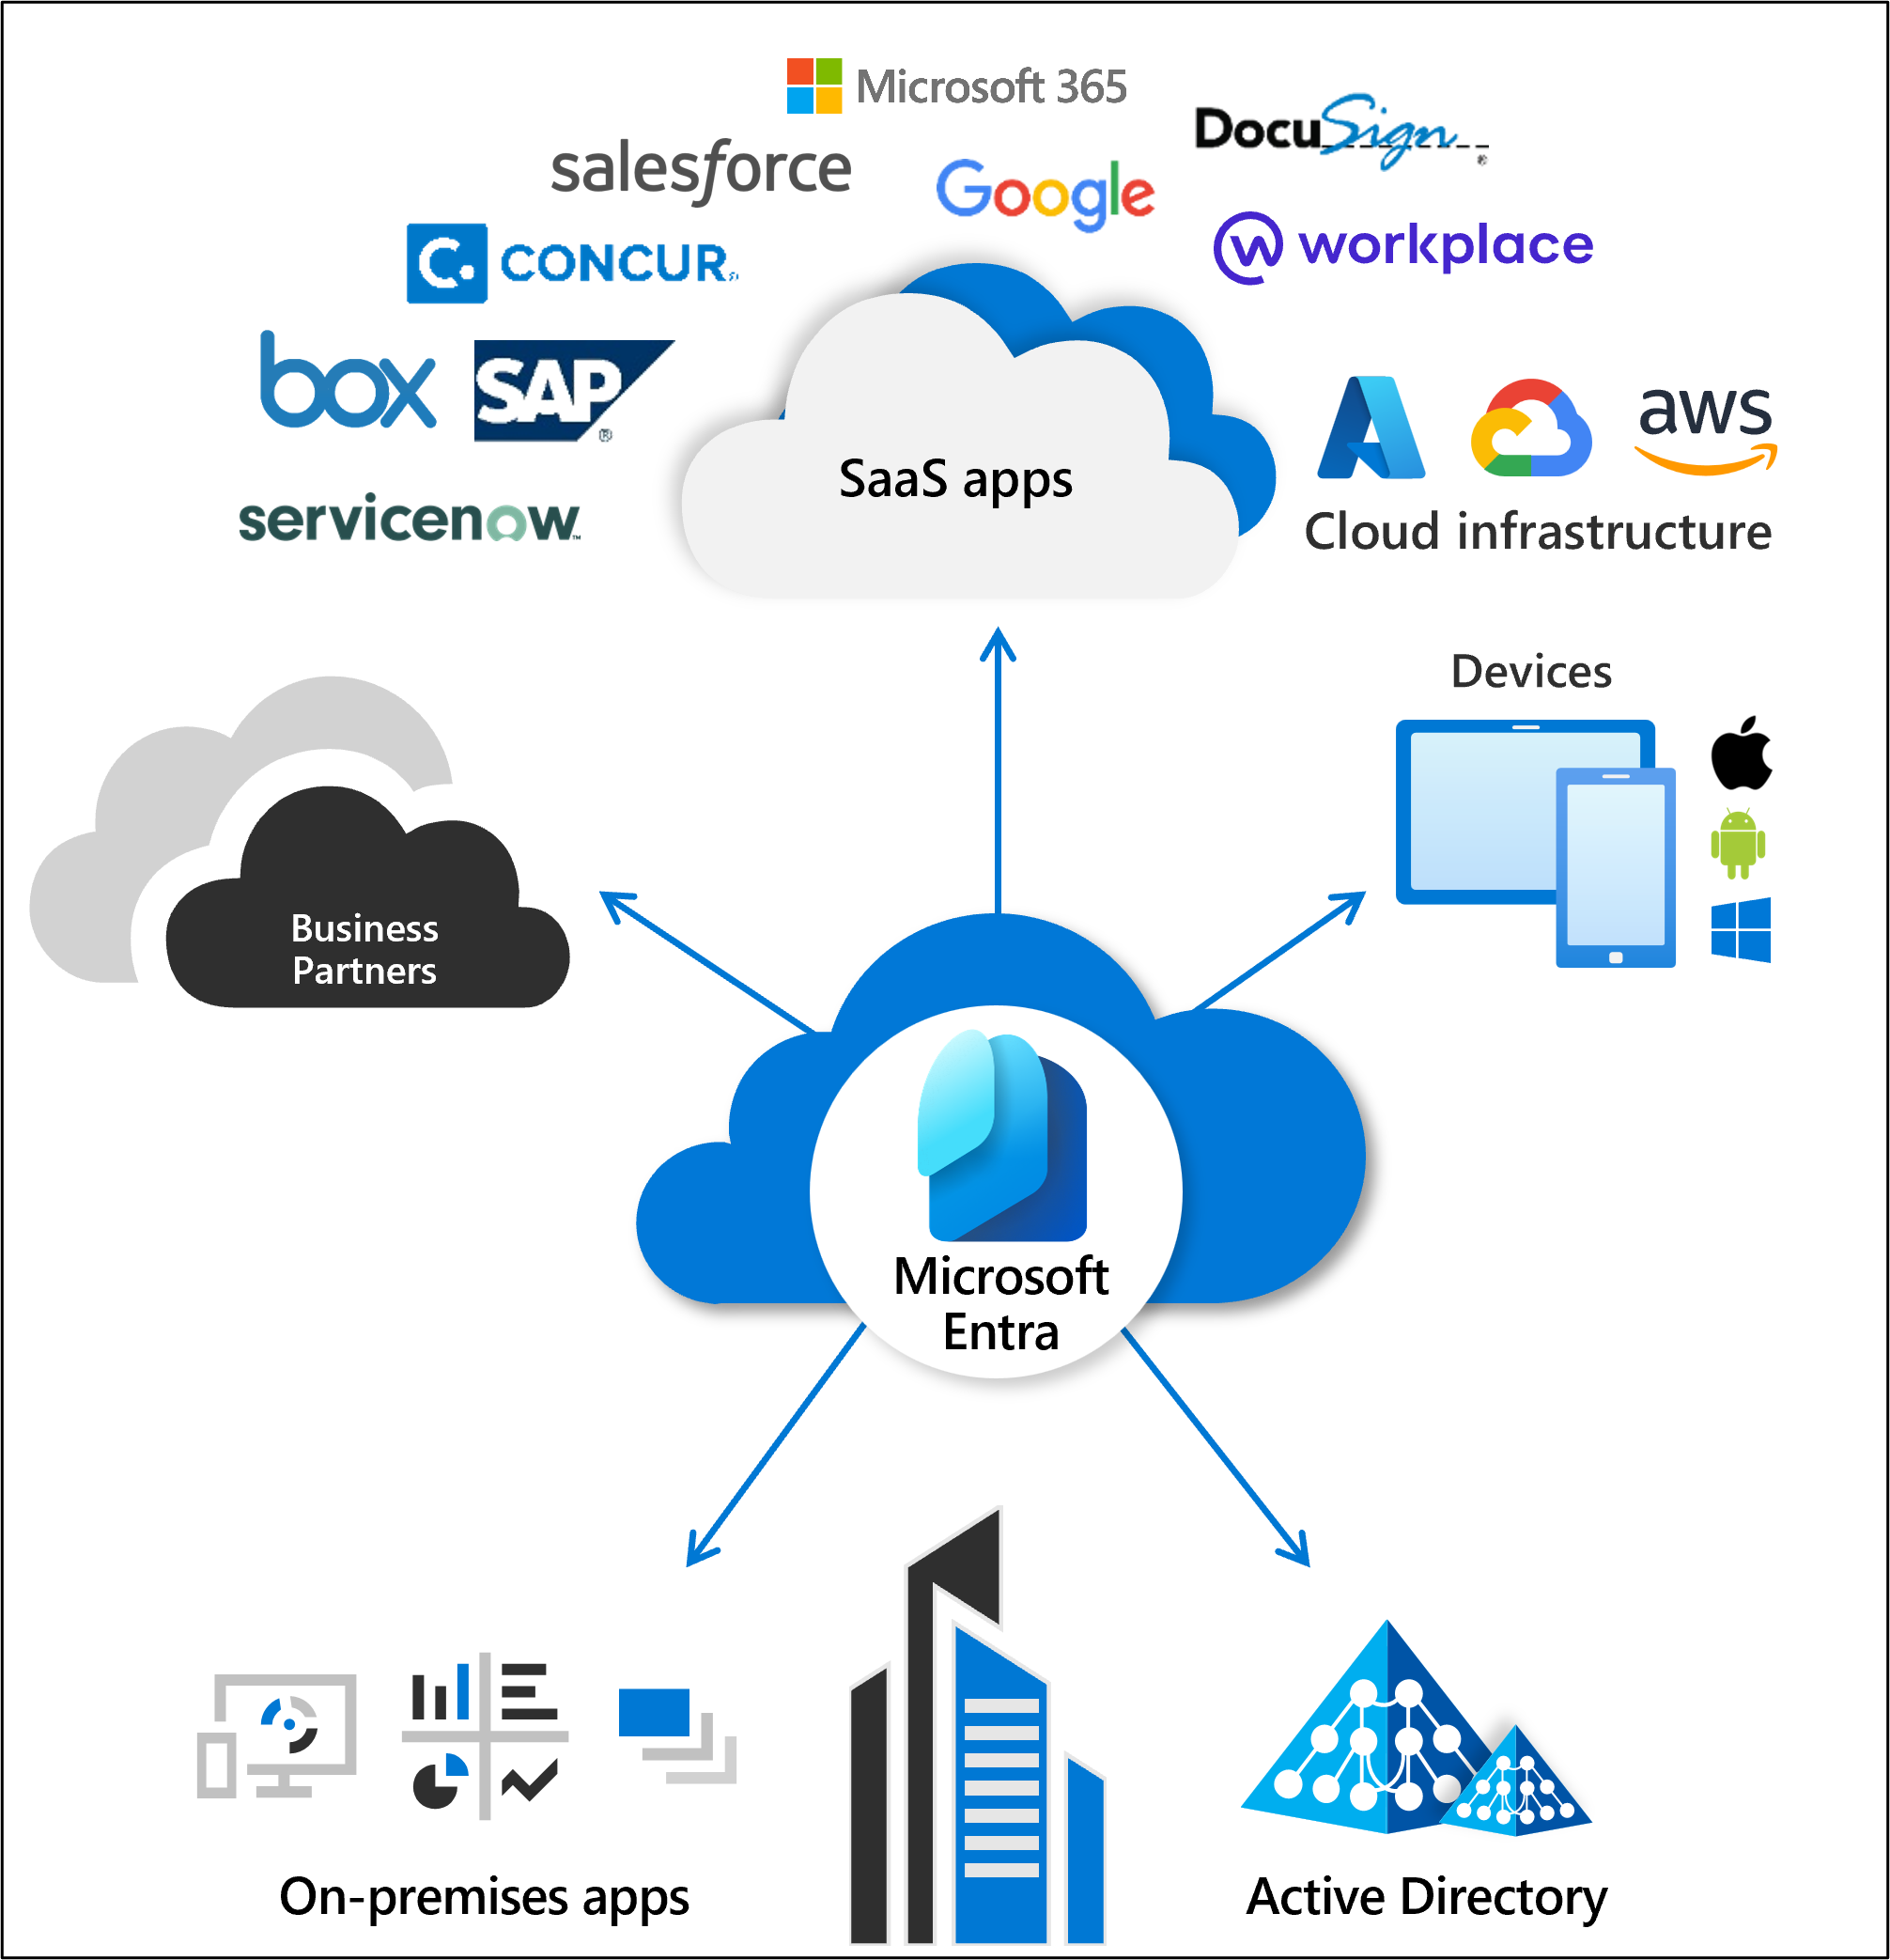 Microsoft 365
DocuSign
salesforce
Google
workplace
CONCUR
box
SAP
®
aws
SaaS apps
servicenow
Cloud infrastructure
Devices
Business
Partners
Microsoft
Entra
On-premises apps
Active Directory